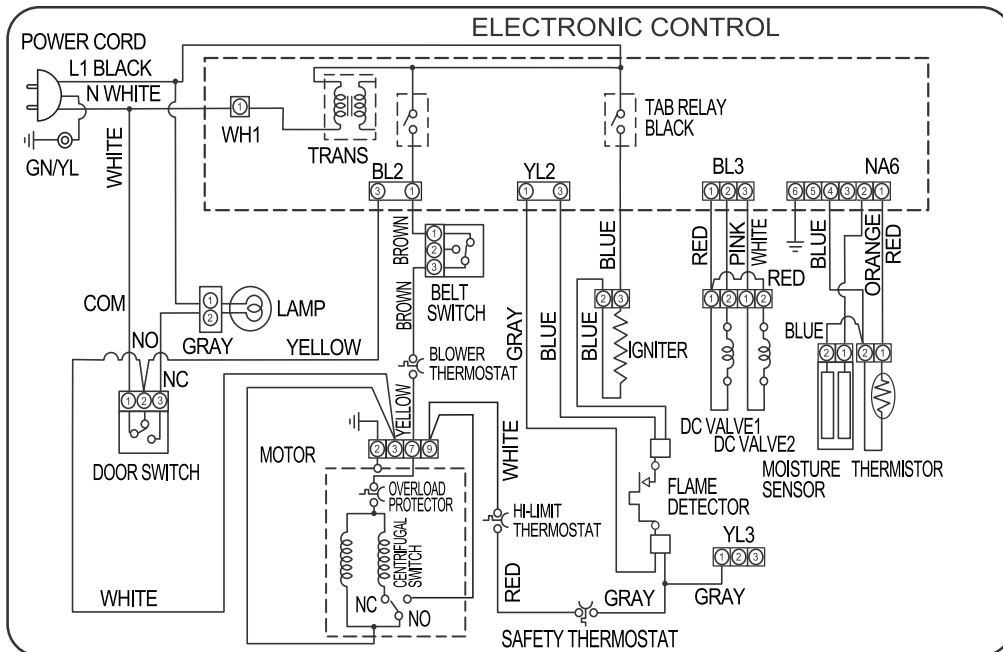 ELECTRONIC CONTROL
POWER CORD
L1 BLACK
N WHITE
GN/YL
WHITE
1
WH1
TRANS
TAB RELAY
BLACK
BL2
3 1
YL2
1 3
BL3
1 2 3
NA6
6 5 4 3 2 1
BROWN
1
2
3
BELT
SWITCH
BROWN
BLUE
RED
PINK
WHITE
BLUE
ORANGE
RED
COM
NO
NC
1
2
GRAY
LAMP
YELLOW
GRAY
BLUE
BLUE
2 3
IGNITER
RED
1 2 1 2
DC VALVE1
DC VALVE2
BLUE
2 1 2 1
MOISTURE
SENSOR
THERMISTOR
BLOWER
THERMOSTAT
YELLOW
1 2 3
DOOR SWITCH
MOTOR
2 3 7 9
WHITE
OVERLOAD
PROTECTOR
CENTRIFUGAL
SWITCH
NC
NO
HI-LIMIT
THERMOSTAT
RED
FLAME
DETECTOR
YL3
1 2 3
WHITE
GRAY
GRAY
SAFETY THERMOSTAT